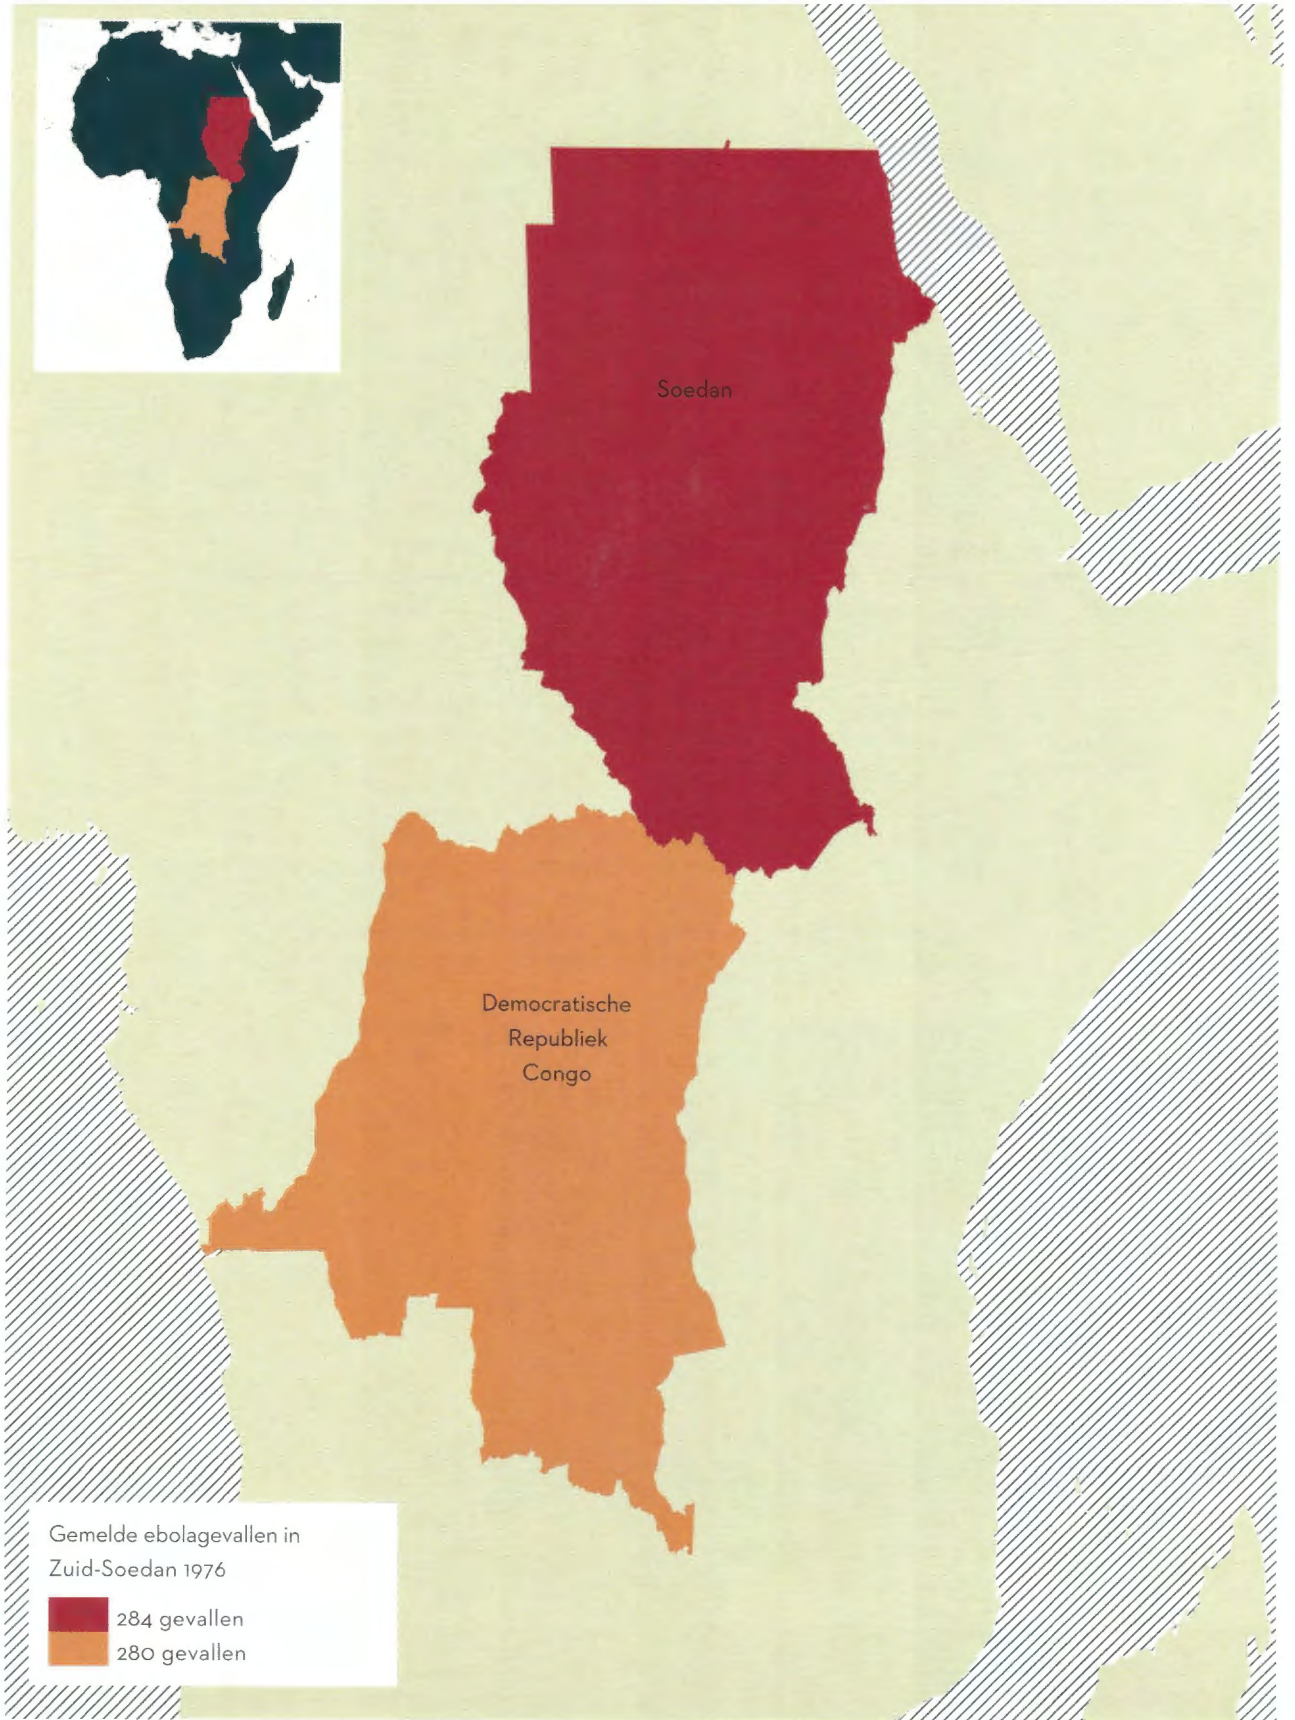 Soedan
Democratische
Republiek
Congo
Gemelde ebolagevallen in
Zuid-Soedan 1976
284 gevallen
280 gevallen